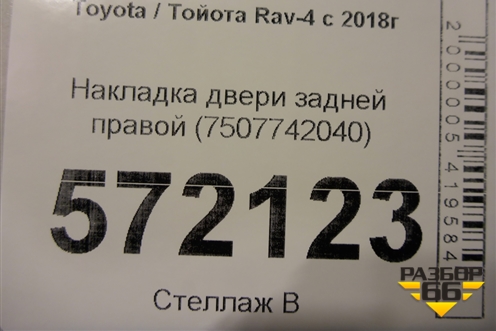 Toyota / Тойота Rav-4 с 2018г
Накладка двери задней
правой (7507742040)
572123
Стеллаж В
2000005419584
РАЗБОР
66